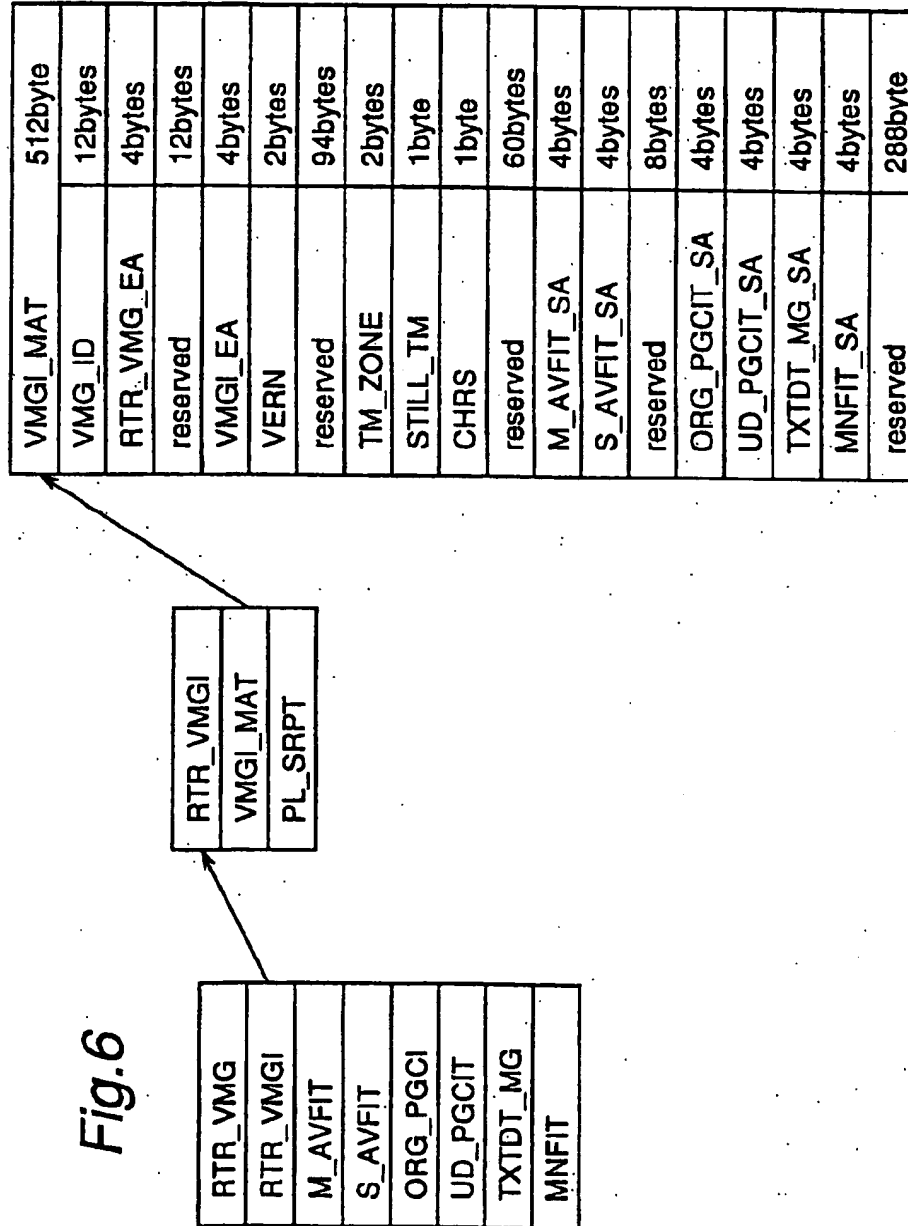 Fig.6
RTR_VMG
RTR_VMGI
M_AVFIT
S_AVFIT
ORG_PGCI
UD_PGCIT
TXTDT_MG
MNFIT
RTR_VMGI
VMGI_MAT
PL_SRPT
VMGI_MAT 512byte
VMG_ID 12bytes
RTR_VMG_EA 4bytes
reserved 12bytes
VMGI_EA 4bytes
VERN 2bytes
reserved 94bytes
TM_ZONE 2bytes
STILL_TM 1byte
CHRS 1byte
reserved 60bytes
M_AVFIT_SA 4bytes
S_AVFIT_SA 4bytes
reserved 8bytes
ORG_PGCIT_SA 4bytes
UD_PGCIT_SA 4bytes
TXTDT_MG_SA 4bytes
MNFIT_SA 4bytes
reserved 288byte